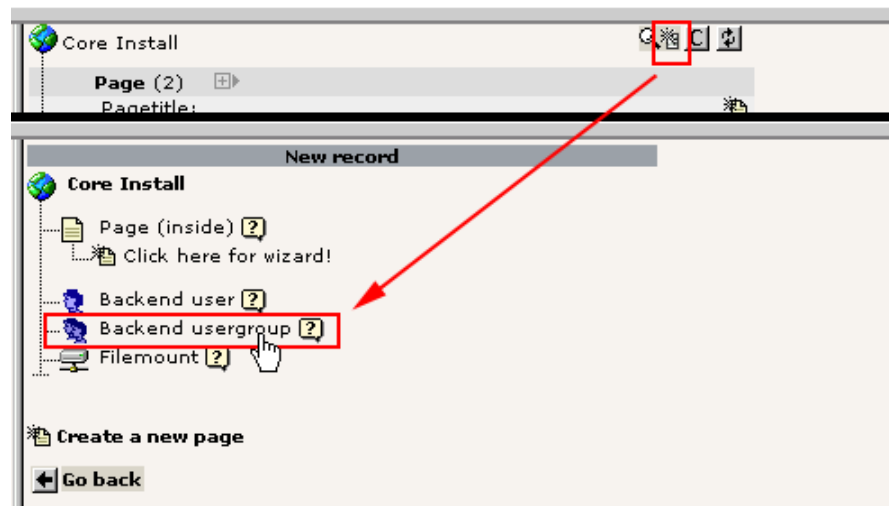 Core Install
C
Page (2)
Pagetitle:
New record
Core Install
Page (inside) ?
Click here for wizard!
Backend user ?
Backend usergroup ?
Filemount ?
Create a new page
Go back